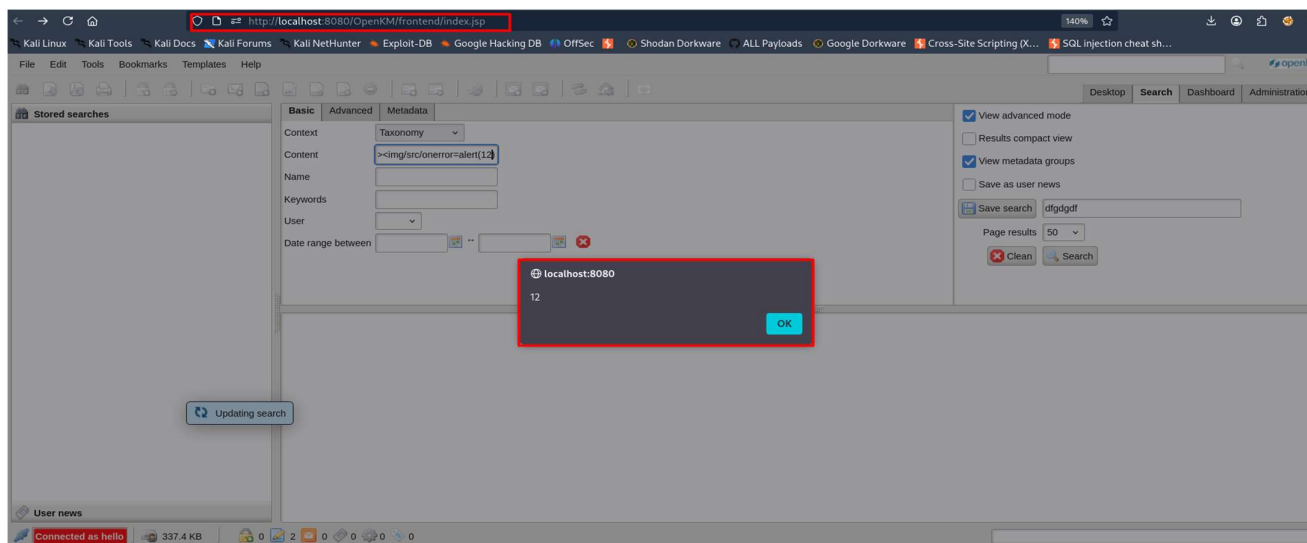 http://localhost:8080/OpenKM/frontend/index.jsp 140%
Kali Linux Kali Tools Kali Docs Kali Forums Kali NetHunter Exploit-DB Google Hacking DB OffSec Shodan Dorkware ALL Payloads Google Dorkware Cross-Site Scripting (X... SQL injection cheat sh...
File Edit Tools Bookmarks Templates Help
Desktop Search Dashboard Administration
Stored searches
Basic Advanced Metadata
Context Taxonomy
Content ><img/src/onerror=alert(12)
Name
Keywords
User
Date range between ↔
View advanced mode
Results compact view
View metadata groups
Save as user news
Save search dfgdgdf
Page results 50
Clean Search
localhost:8080
12
OK
Updating search
User news
Connected as hello 337.4 KB 0 2 0 0 0 0